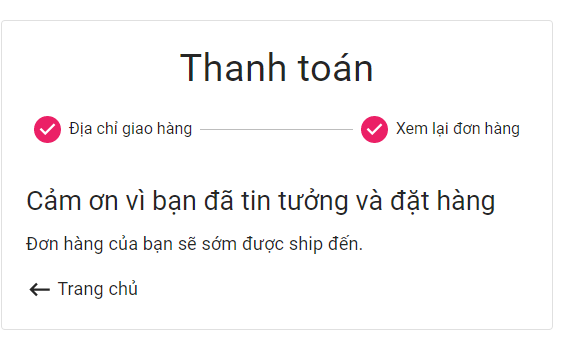 Thanh toán
Địa chỉ giao hàng
Xem lại đơn hàng
Cảm ơn vì bạn đã tin tưởng và đặt hàng
Đơn hàng của bạn sẽ sớm được ship đến.
Trang chủ